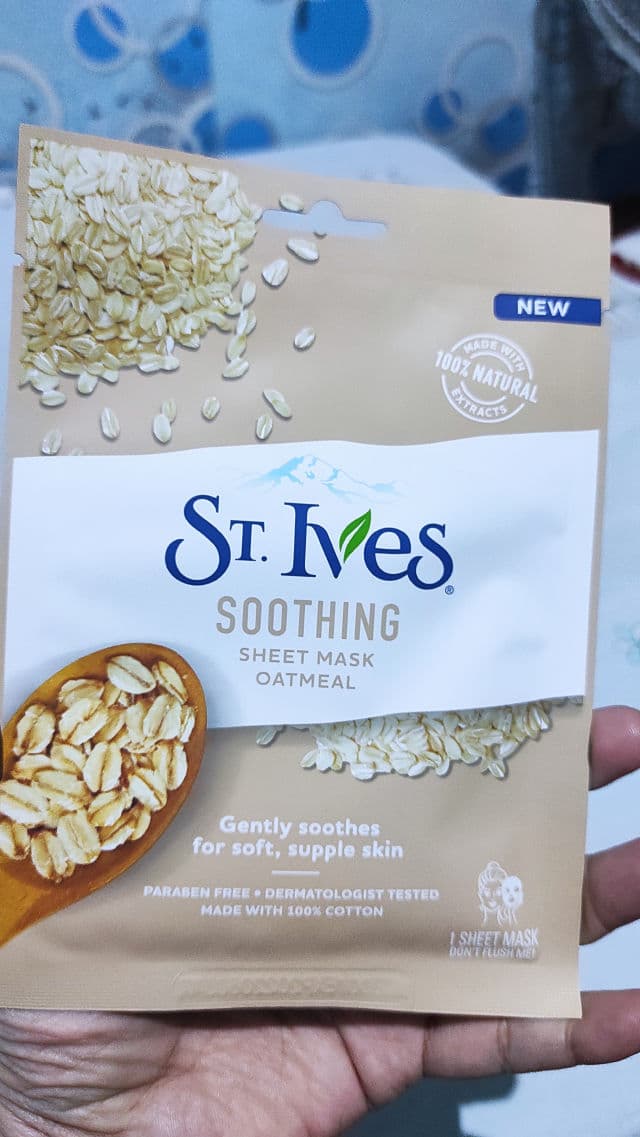 NEW
MADE WITH
100% NATURAL
EXTRACTS
ST. IVES®
SOOTHING
SHEET MASK
OATMEAL
Gently soothes
for soft, supple skin
PARABEN FREE • DERMATOLOGIST TESTED
MADE WITH 100% COTTON
1 SHEET MASK
DON'T FLUSH ME!